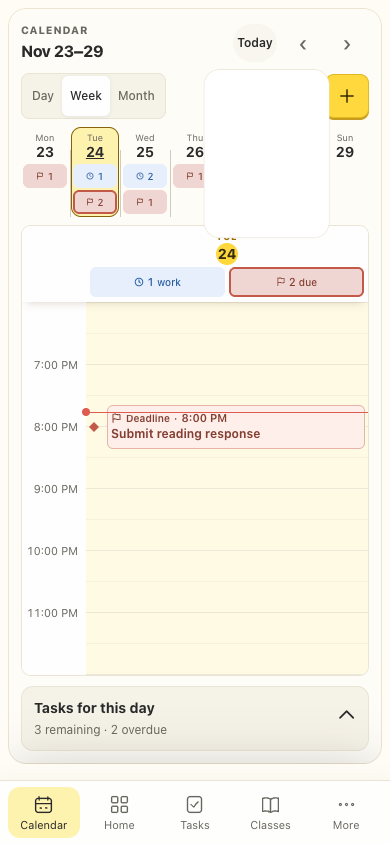 CALENDAR
Nov 23–29
Today
Day Week Month
Mon Tue Wed Thu Sun
23 24 25 26 29
1 1 2 1
2 1
24
1 work 2 due
7:00 PM
Deadline · 8:00 PM
8:00 PM
Submit reading response
9:00 PM
10:00 PM
11:00 PM
Tasks for this day
3 remaining · 2 overdue
Calendar Home Tasks Classes More